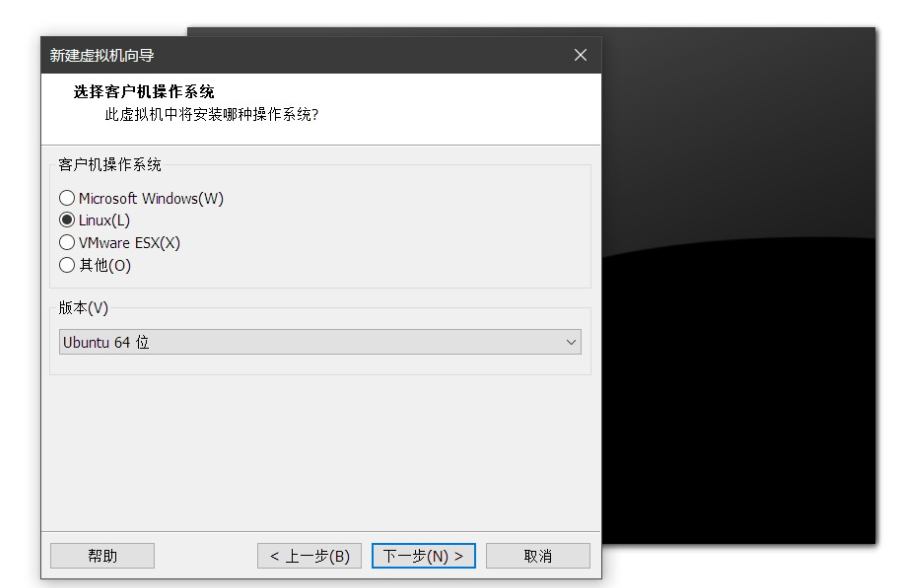 新建虚拟机向导
选择客户机操作系统
此虚拟机中将安装哪种操作系统?
客户机操作系统
Microsoft Windows(W)
Linux(L)
VMware ESX(X)
其他(O)
版本(V)
Ubuntu 64 位
帮助
< 上一步(B)
下一步(N) >
取消